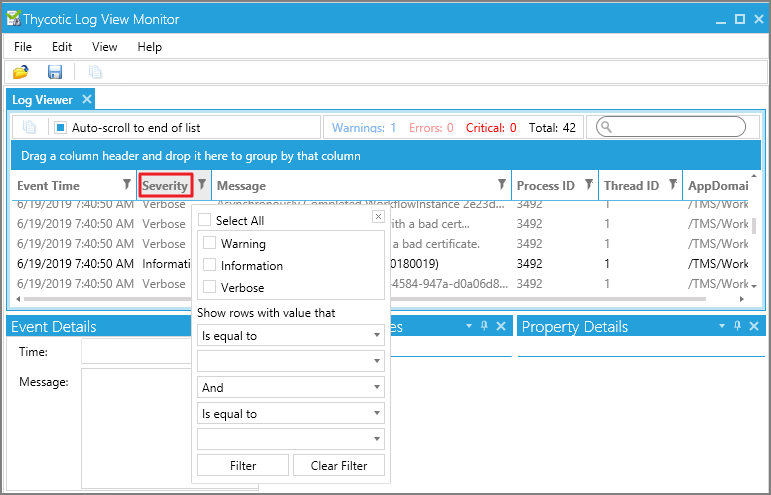 Thycotic Log View Monitor
File Edit View Help
Log Viewer
Auto-scroll to end of list Warnings: 1 Errors: 0 Critical: 0 Total: 42
Drag a column header and drop it here to group by that column
Event Time Severity Message Process ID Thread ID AppDomai
6/19/2019 7:40:50 AM Verbose Asynchronously Completed WorkflowInstance 2e23d... 3492 1 /TMS/Work
6/19/2019 7:40:50 AM Verbose with a bad cert... 3492 1 /TMS/Work
6/19/2019 7:40:50 AM Verbose a bad certificate. 3492 1 /TMS/Work
6/19/2019 7:40:50 AM Informati 0180019) 3492 1 /TMS/Work
6/19/2019 7:40:50 AM Verbose -4584-947a-d0a06d8... 3492 1 /TMS/Work
Select All
Warning
Information
Verbose
Show rows with value that
Is equal to
And
Is equal to
Filter Clear Filter
Event Details es Property Details
Time:
Message: